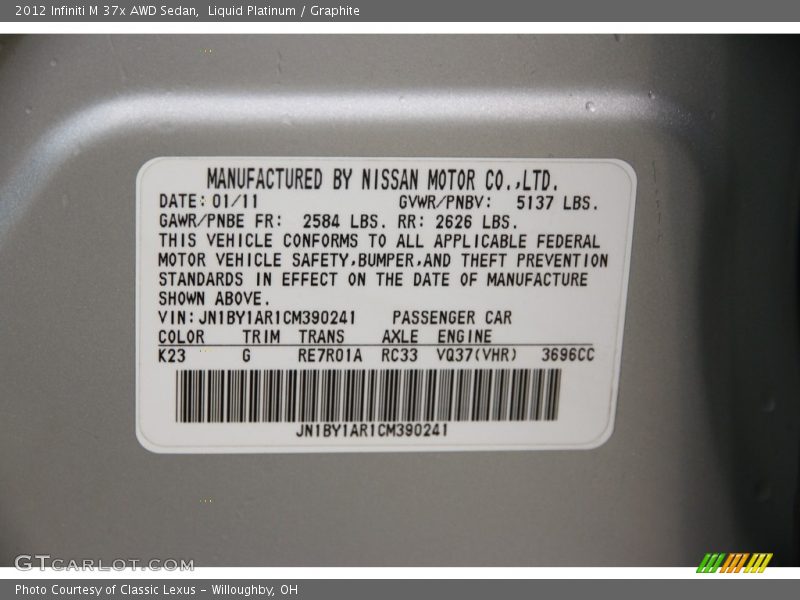 2012 Infiniti M 37x AWD Sedan,  Liquid Platinum / Graphite
MANUFACTURED BY NISSAN MOTOR CO.,LTD.
DATE: 01/11 GVWR/PNBV: 5137 LBS.
GAWR/PNBE FR: 2584 LBS. RR: 2626 LBS.
THIS VEHICLE CONFORMS TO ALL APPLICABLE FEDERAL
MOTOR VEHICLE SAFETY,BUMPER,AND THEFT PREVENTION
STANDARDS IN EFFECT ON THE DATE OF MANUFACTURE
SHOWN ABOVE.
VIN: JN1BY1AR1CM390241 PASSENGER CAR
COLOR TRIM TRANS AXLE ENGINE
K23 G RE7R01A RC33 VQ37(VHR) 3696CC
JN1BY1AR1CM390241
GTCARLOT.COM
Photo Courtesy of Classic Lexus - Willoughby, OH